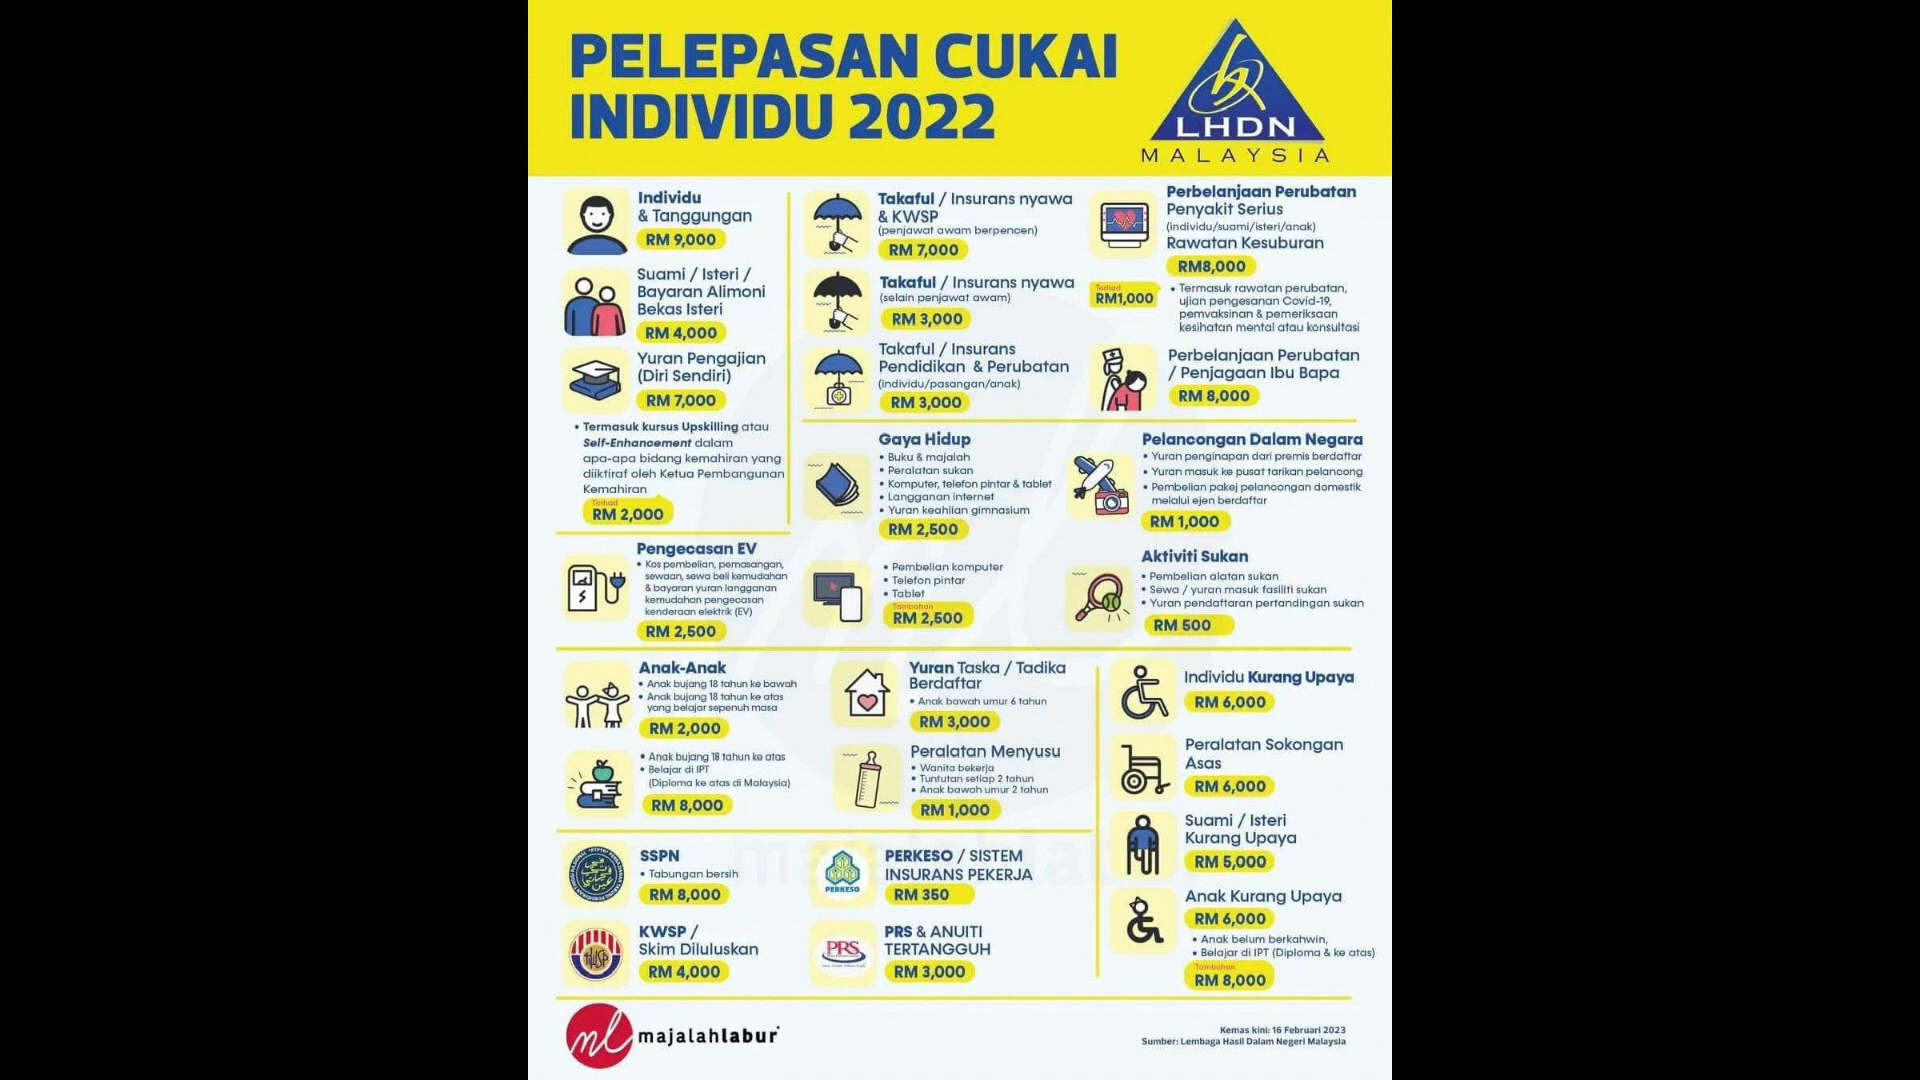 PELEPASAN CUKAI
INDIVIDU 2022
LHDN
MALAYSIA
Individu
& Tanggungan
RM 9,000
Suami / Isteri /
Bayaran Alimoni
Bekas Isteri
RM 4,000
Yuran Pengajian
(Diri Sendiri)
RM 7,000
• Termasuk kursus Upskilling atau
Self-Enhancement dalam
apa-apa bidang kemahiran yang
diiktiraf oleh Ketua Pembangunan
Kemahiran
Terhad
RM 2,000
Takaful / Insurans nyawa
& KWSP
(penjawat awam berpencen)
RM 7,000
Takaful / Insurans nyawa
(selain penjawat awam)
RM 3,000
Takaful / Insurans
Pendidikan & Perubatan
(individu/pasangan/anak)
RM 3,000
Perbelanjaan Perubatan
Penyakit Serius
(individu/suami/isteri/anak)
Rawatan Kesuburan
RM8,000
Terhad
RM1,000
• Termasuk rawatan perubatan,
ujian pengesanan Covid-19,
pemvaksinan & pemeriksaan
kesihatan mental atau konsultasi
Perbelanjaan Perubatan
/ Penjagaan Ibu Bapa
RM 8,000
Gaya Hidup
• Buku & majalah
• Peralatan sukan
• Komputer, telefon pintar & tablet
• Langganan internet
• Yuran keahlian gimnasium
RM 2,500
Pelancongan Dalam Negara
• Yuran penginapan dari premis berdaftar
• Yuran masuk ke pusat tarikan pelancong
• Pembelian pakej pelancongan domestik
melalui ejen berdaftar
RM 1,000
Pengecasan EV
• Kos pembelian, pemasangan,
sewaan, sewa beli kemudahan
& bayaran yuran langganan
kemudahan pengecasan
kenderaan elektrik (EV)
RM 2,500
• Pembelian komputer
• Telefon pintar
• Tablet
Tambahan
RM 2,500
Aktiviti Sukan
• Pembelian alatan sukan
• Sewa / yuran masuk fasiliti sukan
• Yuran pendaftaran pertandingan sukan
RM 500
Anak-Anak
• Anak bujang 18 tahun ke bawah
• Anak bujang 18 tahun ke atas
yang belajar sepenuh masa
RM 2,000
• Anak bujang 18 tahun ke atas
• Belajar di IPT
(Diploma ke atas di Malaysia)
RM 8,000
Yuran Taska / Tadika
Berdaftar
• Anak bawah umur 6 tahun
RM 3,000
Peralatan Menyusu
• Wanita bekerja
• Tuntutan setiap 2 tahun
• Anak bawah umur 2 tahun
RM 1,000
Individu Kurang Upaya
RM 6,000
Peralatan Sokongan
Asas
RM 6,000
Suami / Isteri
Kurang Upaya
RM 5,000
Anak Kurang Upaya
RM 6,000
• Anak belum berkahwin,
• Belajar di IPT (Diploma & ke atas)
Tambahan
RM 8,000
SSPN
• Tabungan bersih
RM 8,000
KWSP /
Skim Diluluskan
RM 4,000
KWSP
PERKESO
PERKESO / SISTEM
INSURANS PEKERJA
RM 350
PRS
PRS & ANUITI
TERTANGGUH
RM 3,000
nl majalahlabur
Kemas kini: 16 Februari 2023
Sumber: Lembaga Hasil Dalam Negeri Malaysia